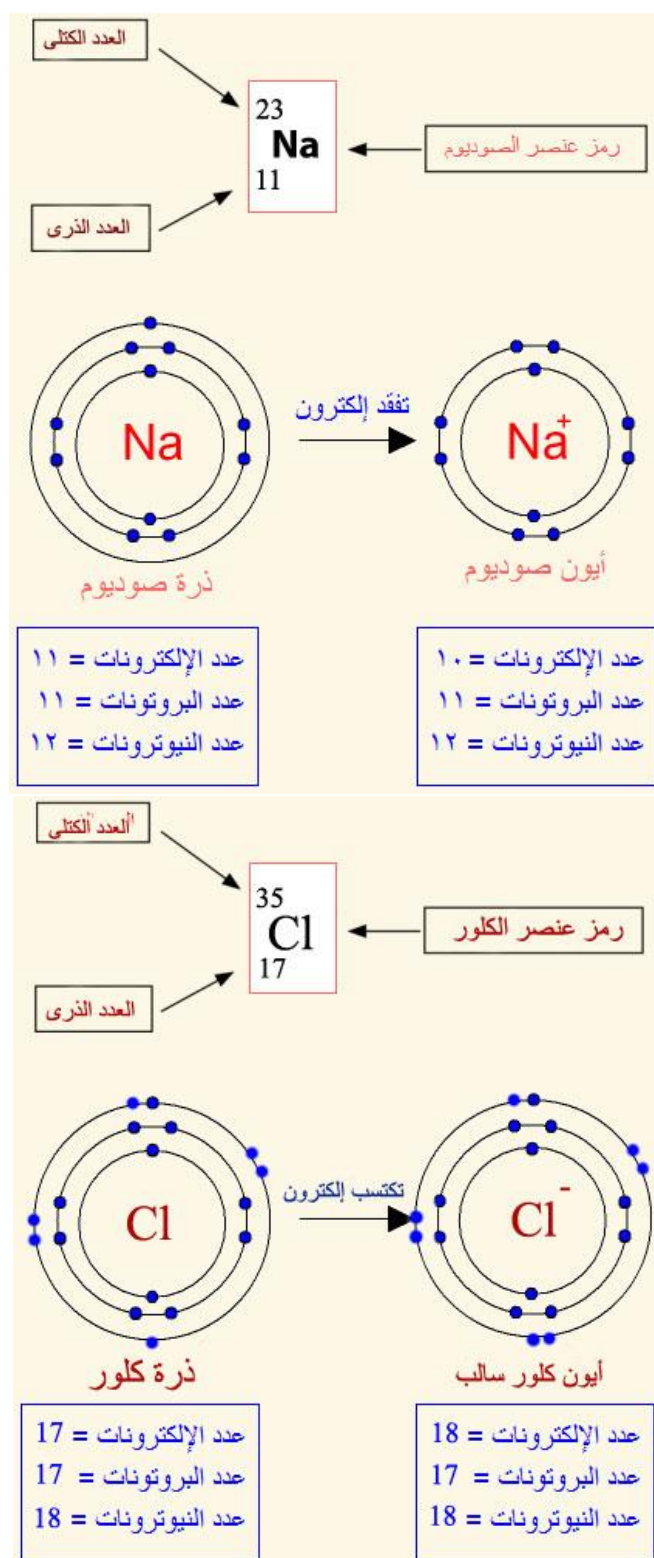 العدد الكتلى
23
Na
11
رمز عنصر الصوديوم
العدد الذرى
Na
تفقد إلكترون
Na+
ذرة صوديوم
أيون صوديوم
عدد الإلكترونات = ١١
عدد البروتونات = ١١
عدد النيوترونات = ١٢
عدد الإلكترونات = ١٠
عدد البروتونات = ١١
عدد النيوترونات = ١٢
العدد الكتلى
35
Cl
17
رمز عنصر الكلور
العدد الذرى
Cl
تكتسب إلكترون
Cl-
ذرة كلور
أيون كلور سالب
عدد الإلكترونات = 17
عدد البروتونات = 17
عدد النيوترونات = 18
عدد الإلكترونات = 18
عدد البروتونات = 17
عدد النيوترونات = 18